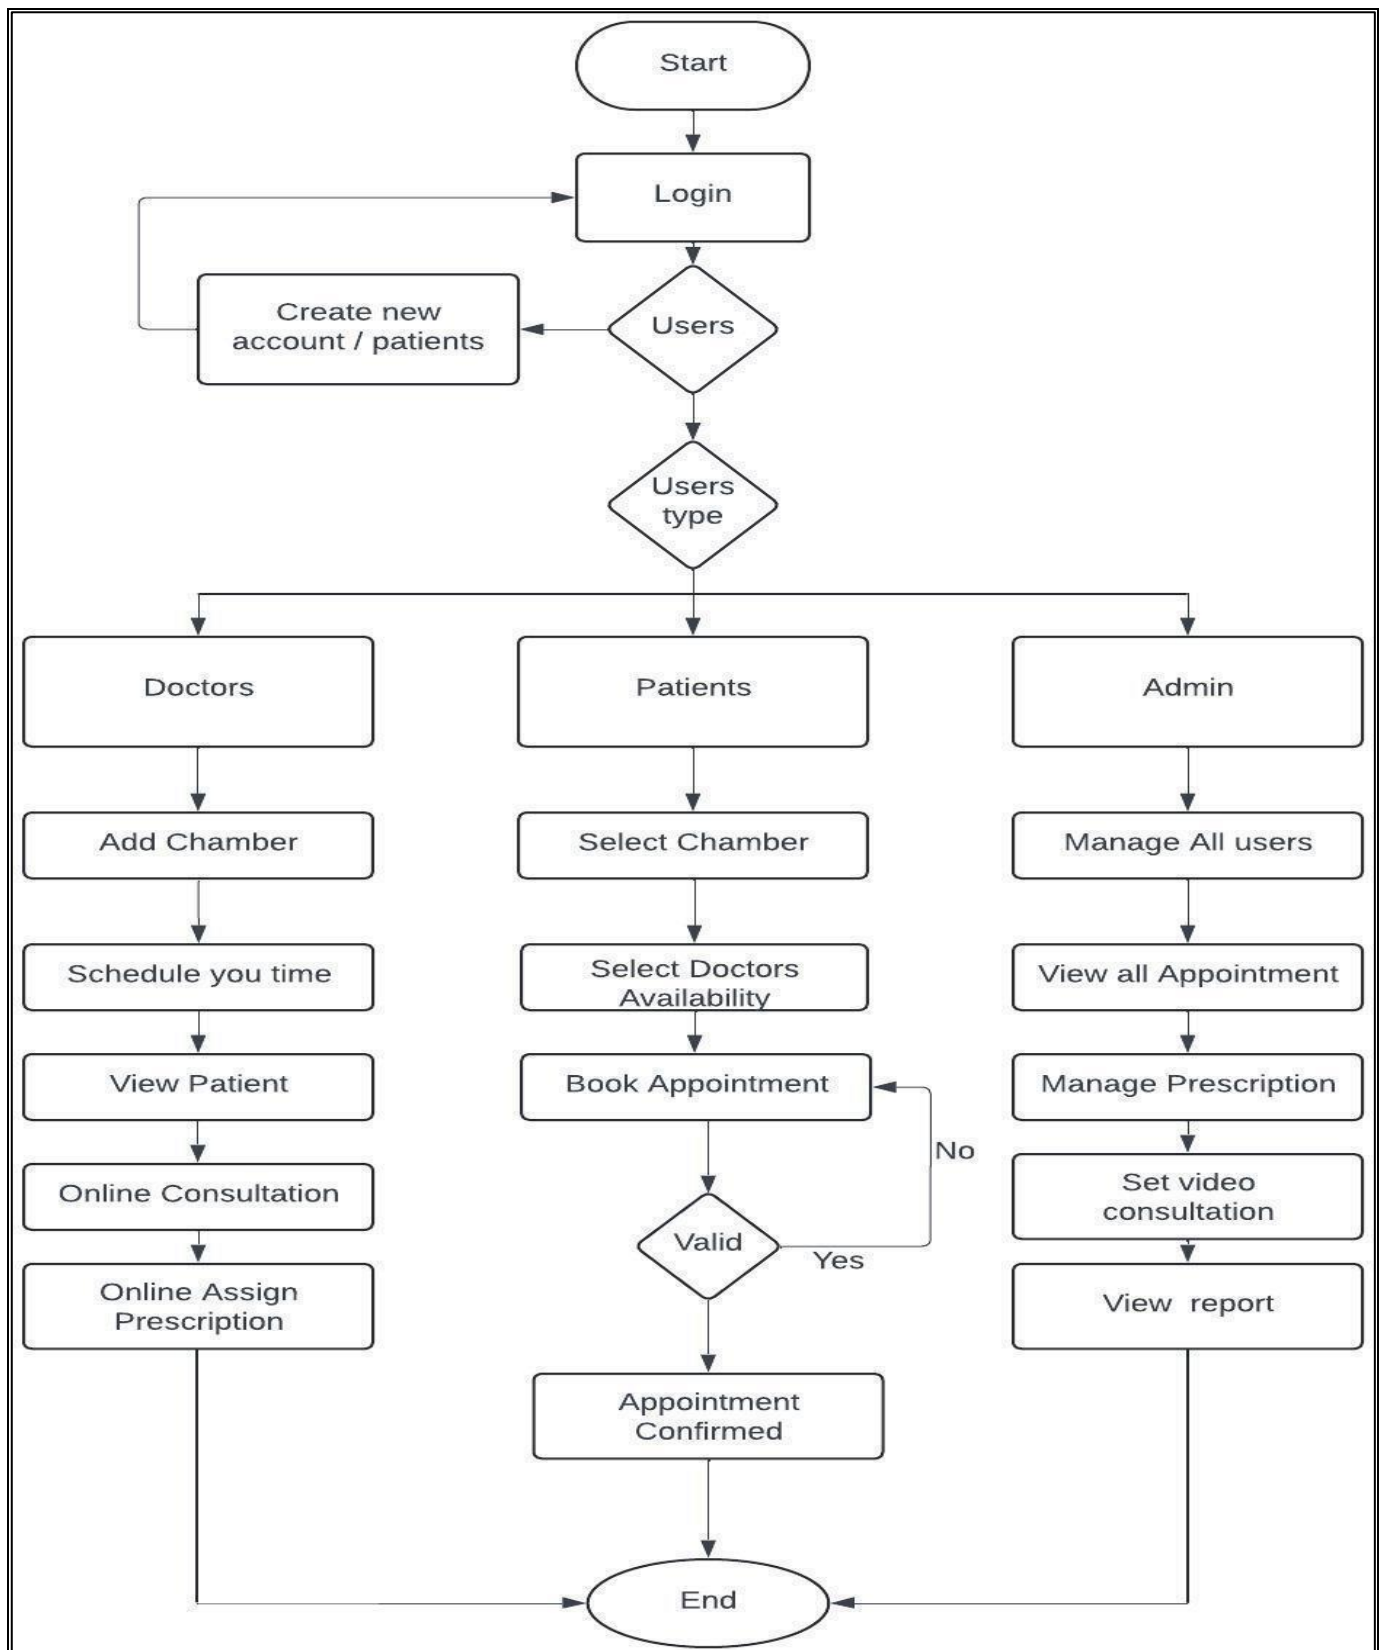 Start
Login
Create new
account / patients
Users
Users
type
Doctors
Patients
Admin
Add Chamber
Select Chamber
Manage All users
Schedule you time
Select Doctors
Availability
View all Appointment
View Patient
Book Appointment
Manage Prescription
No
Online Consultation
Set video
consultation
Valid
Yes
Online Assign
Prescription
View report
Appointment
Confirmed
End